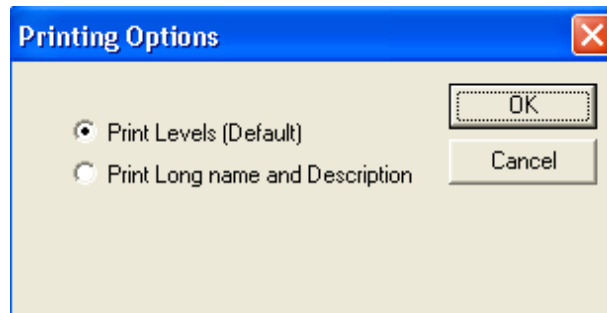 Printing Options
OK
Print Levels (Default)
Cancel
Print Long name and Description